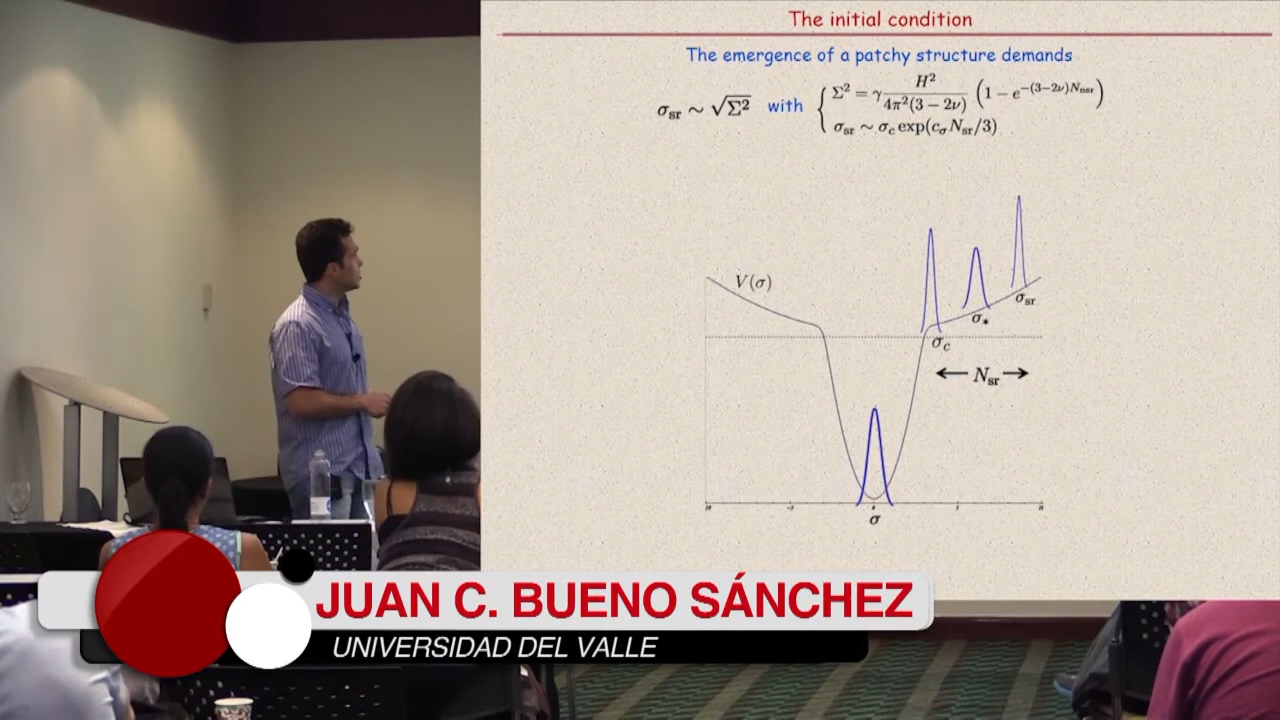 The initial condition
The emergence of a patchy structure demands
σ_sr ∼ √Σ² with { Σ² = γ H²/4π²(3 − 2ν) (1 − e^−(3−2ν)N_nsr)
σ_sr ∼ σ_c exp(c_σ N_sr/3)
V(σ)
σ_sr
σ_*
σ_c
N_sr
σ
JUAN C. BUENO SÁNCHEZ
UNIVERSIDAD DEL VALLE